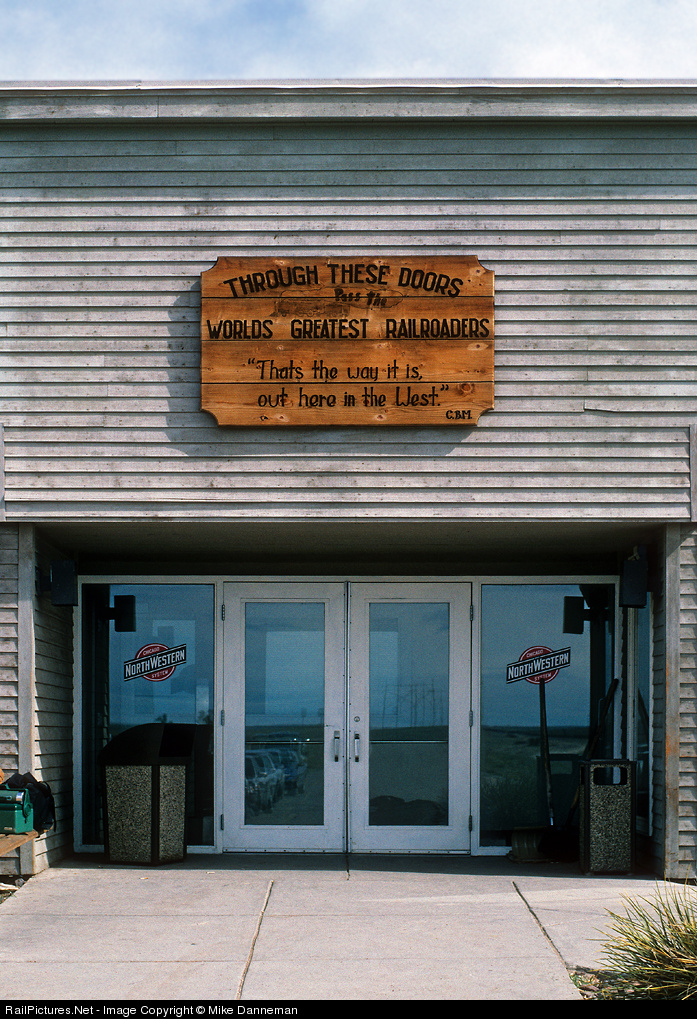 THROUGH THESE DOORS
Pass the
WORLDS GREATEST RAILROADERS
"Thats the way it is,
out here in the West."
C.B.M.
CHICAGO
NORTHWESTERN
SYSTEM
CHICAGO
NORTHWESTERN
SYSTEM
RailPictures.Net - Image Copyright © Mike Danneman